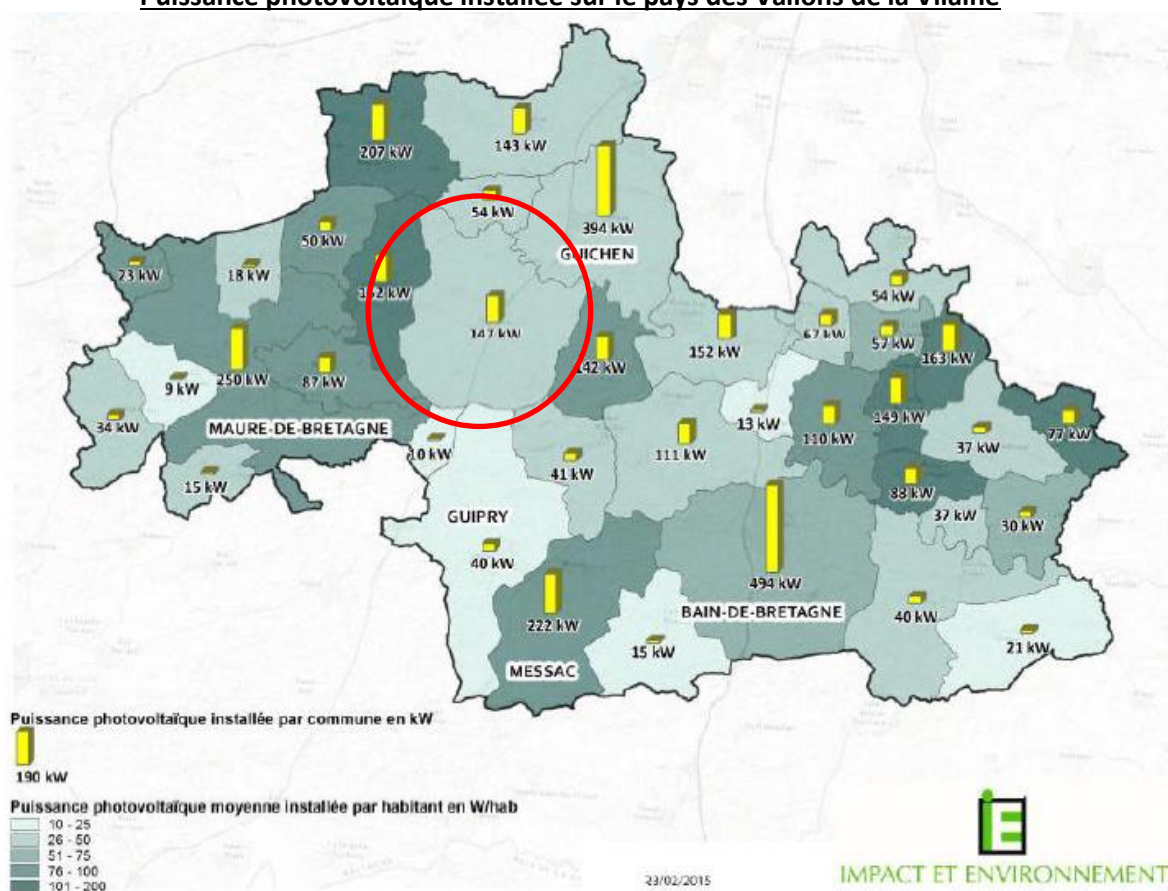 Puissance photovoltaïque installée sur le pays des Vallons de la Vilaine
207 kW
143 kW
54 kW
394 kW
GUICHEN
50 kW
23 kW
18 kW
147 kW
54 kW
67 kW
57 kW
163 kW
152 kW
142 kW
250 kW
87 kW
9 kW
149 kW
13 kW
110 kW
77 kW
34 kW
MAURE-DE-BRETAGNE
10 kW
111 kW
37 kW
41 kW
15 kW
88 kW
GUIPRY
37 kW
30 kW
40 kW
494 kW
40 kW
222 kW
BAIN-DE-BRETAGNE
15 kW
21 kW
MESSAC
Puissance photovoltaïque installée par commune en kW
190 kW
Puissance photovoltaïque moyenne installée par habitant en W/hab
10 - 25
26 - 50
51 - 75
76 - 100
101 - 200
23/02/2015
IE
IMPACT ET ENVIRONNEMENT